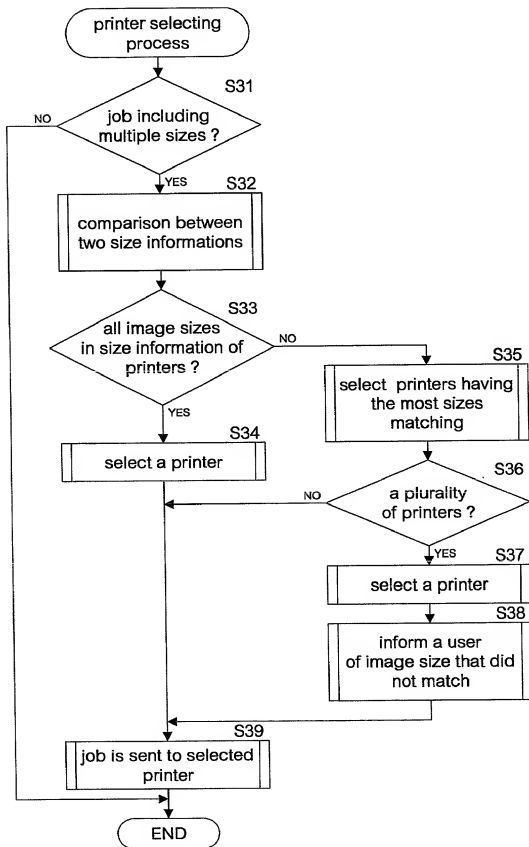 printer selecting
process
S31
job including
multiple sizes ?
NO
YES
S32
comparison between
two size informations
S33
all image sizes
in size information of
printers ?
NO
YES
S35
select printers having
the most sizes
matching
S34
select a printer
S36
a plurality
of printers ?
NO
YES
S37
select a printer
S38
inform a user
of image size that did
not match
S39
job is sent to selected
printer
END